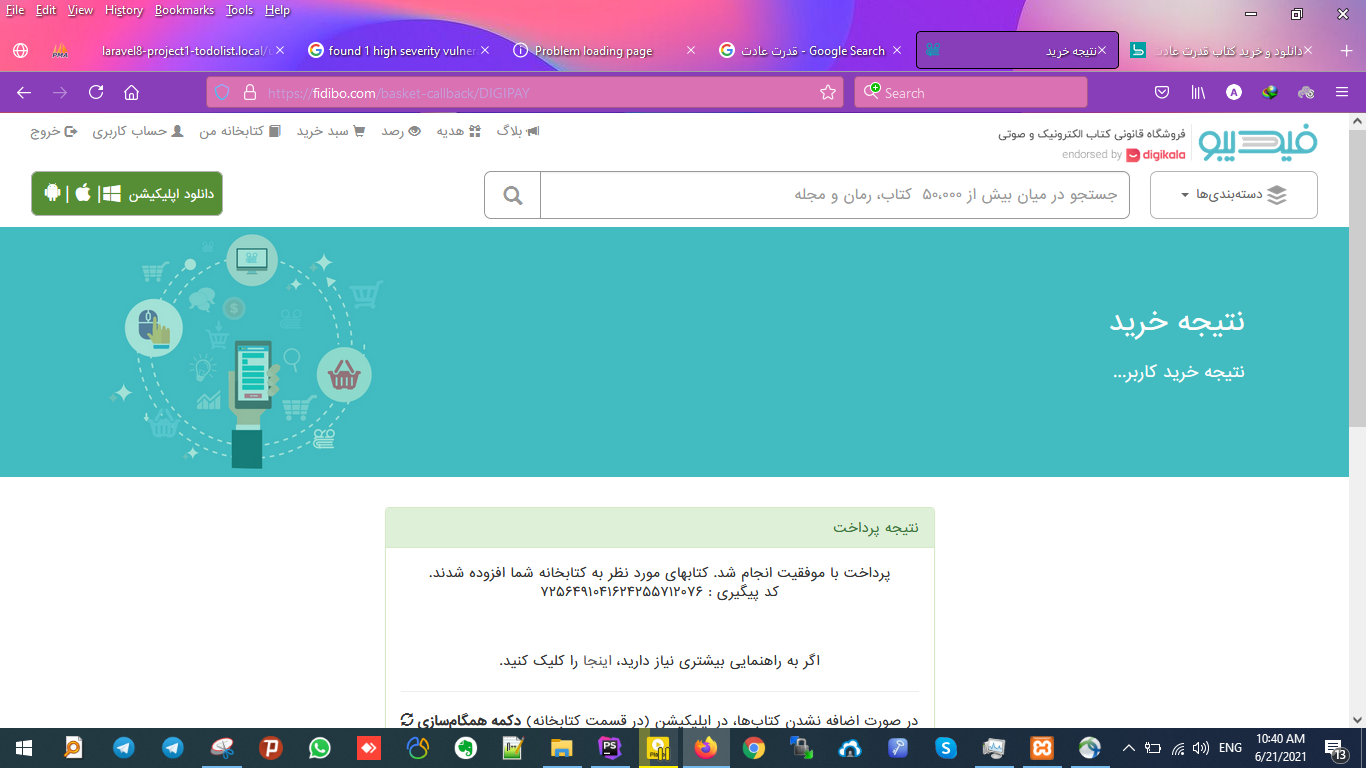 File Edit View History Bookmarks Tools Help
laravel8-project1-todolist.local/
found 1 high severity vulner
Problem loading page
قدرت عادت - Google Search
نتیجه خرید
دانلود و خرید کتاب قدرت عادت
https://fidibo.com/basket-callback/DIGIPAY
Search
فیدیبو
فروشگاه قانونی کتاب الکترونیک و صوتی
endorsed by digikala
بلاگ هدیه رصد سبد خرید کتابخانه من حساب کاربری خروج
دسته‌بندی‌ها
جستجو در میان بیش از ۵۰،۰۰۰ کتاب، رمان و مجله
دانلود اپلیکیشن
نتیجه خرید
نتیجه خرید کاربر...
نتیجه پرداخت
پرداخت با موفقیت انجام شد. کتابهای مورد نظر به کتابخانه شما افزوده شدند.
کد پیگیری : ۷۲۵۶۴۹۱۰۴۱۶۲۴۲۵۵۷۱۲۰۷۶
اگر به راهنمایی بیشتری نیاز دارید، اینجا را کلیک کنید.
در صورت اضافه نشدن کتاب‌ها، در اپلیکیشن (در قسمت کتابخانه) دکمه همگام‌سازی
ENG
10:40 AM
6/21/2021
13